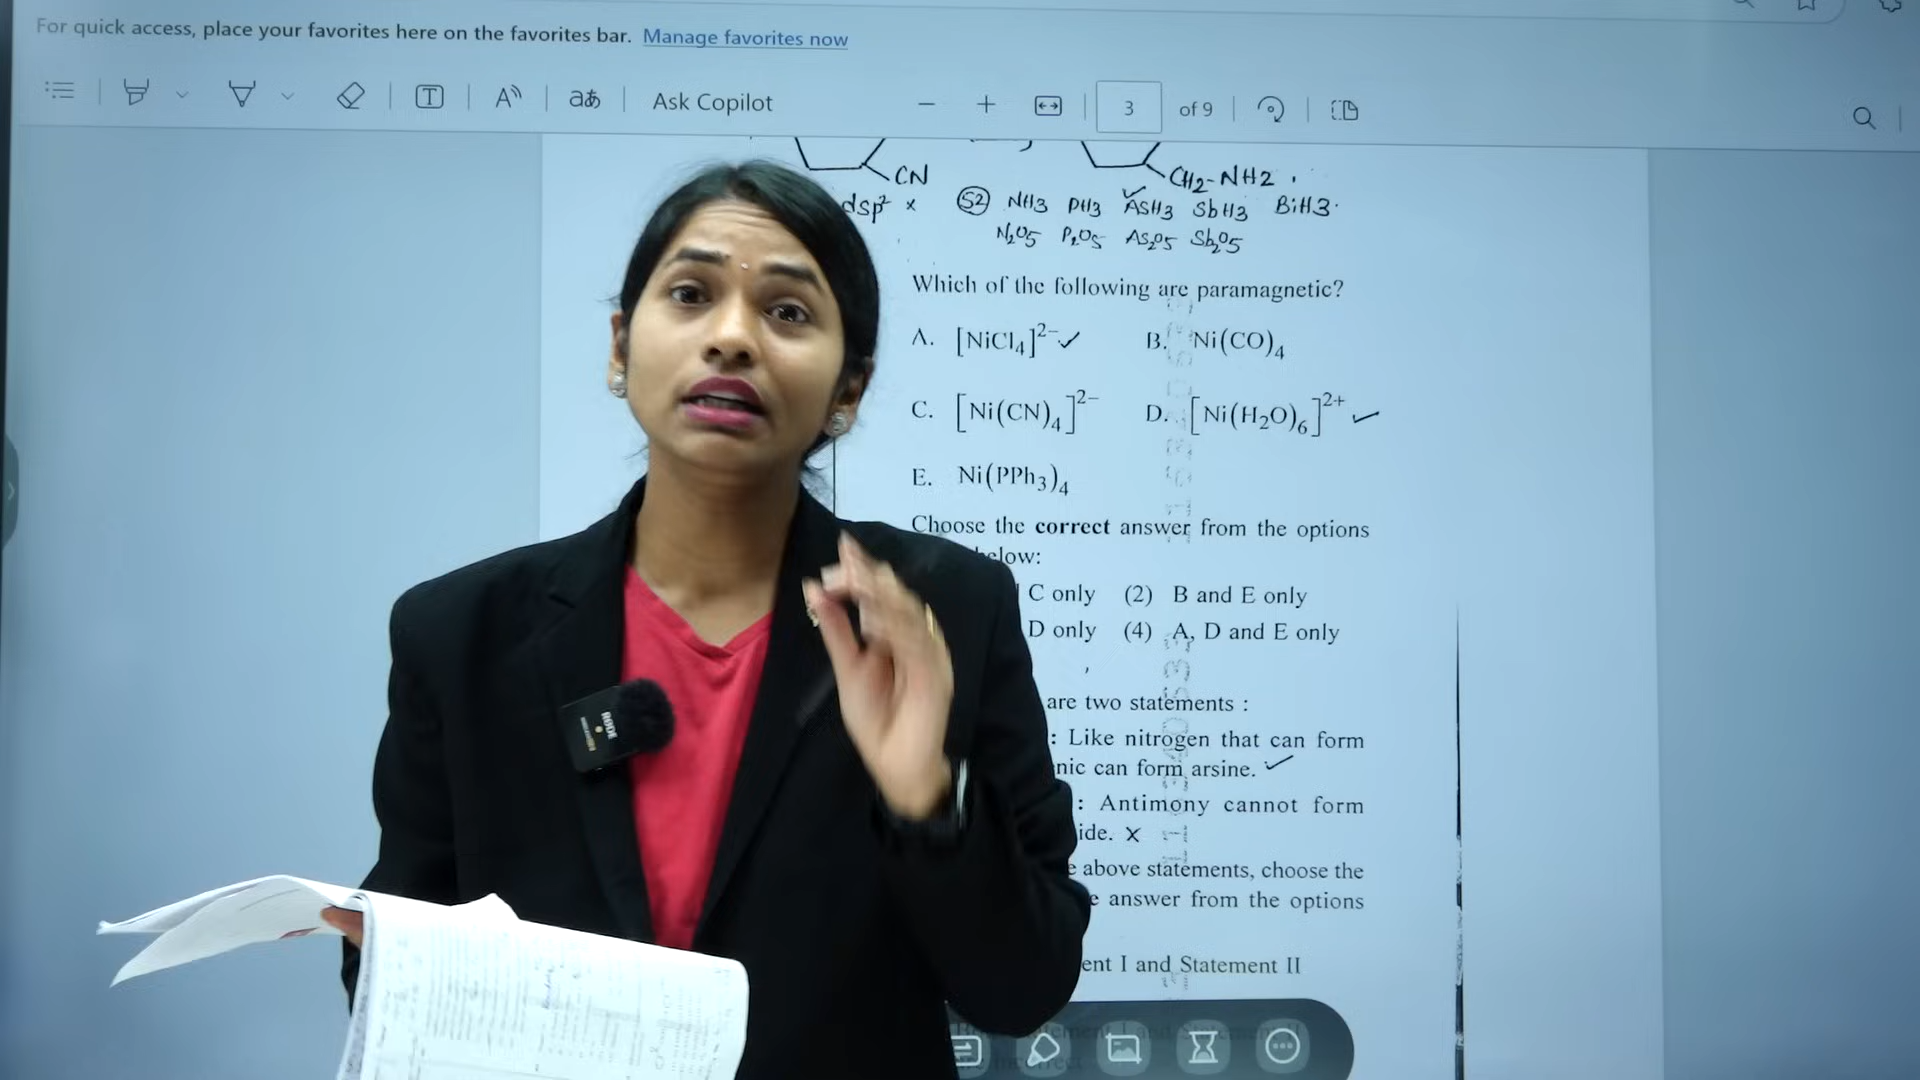 For quick access, place your favorites here on the favorites bar. Manage favorites now
Ask Copilot
3 of 9
CN
CH2-NH2 ,
dsp² × 52 NH3 PH3 AsH3 SbH3 BiH3.
N₂O5 P₂O5 As₂O5 Sb₂O5
Which of the following are paramagnetic?
A. [NiCl₄]²⁻ ✓ B. Ni(CO)₄
C. [Ni(CN)₄]²⁻ D. [Ni(H₂O)₆]²⁺ ✓
E. Ni(PPh₃)₄
Choose the correct answer from the options
below:
C only (2) B and E only
D only (4) A, D and E only
are two statements :
: Like nitrogen that can form
nic can form arsine. ✓
: Antimony cannot form
ide. ×
e above statements, choose the
e answer from the options
ent I and Statement II
RODE